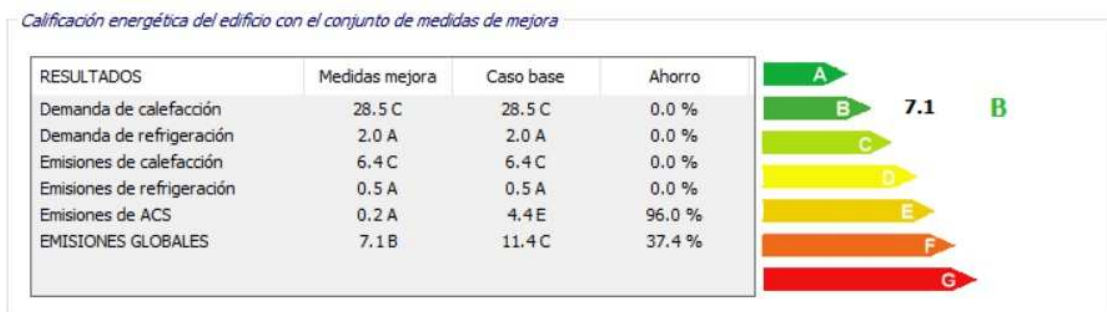 Calificación energética del edificio con el conjunto de medidas de mejora
RESULTADOS Medidas mejora Caso base Ahorro
Demanda de calefacción 28.5 C 28.5 C 0.0 %
Demanda de refrigeración 2.0 A 2.0 A 0.0 %
Emisiones de calefacción 6.4 C 6.4 C 0.0 %
Emisiones de refrigeración 0.5 A 0.5 A 0.0 %
Emisiones de ACS 0.2 A 4.4 E 96.0 %
EMISIONES GLOBALES 7.1 B 11.4 C 37.4 %
A
B 7.1 B
C
D
E
F
G